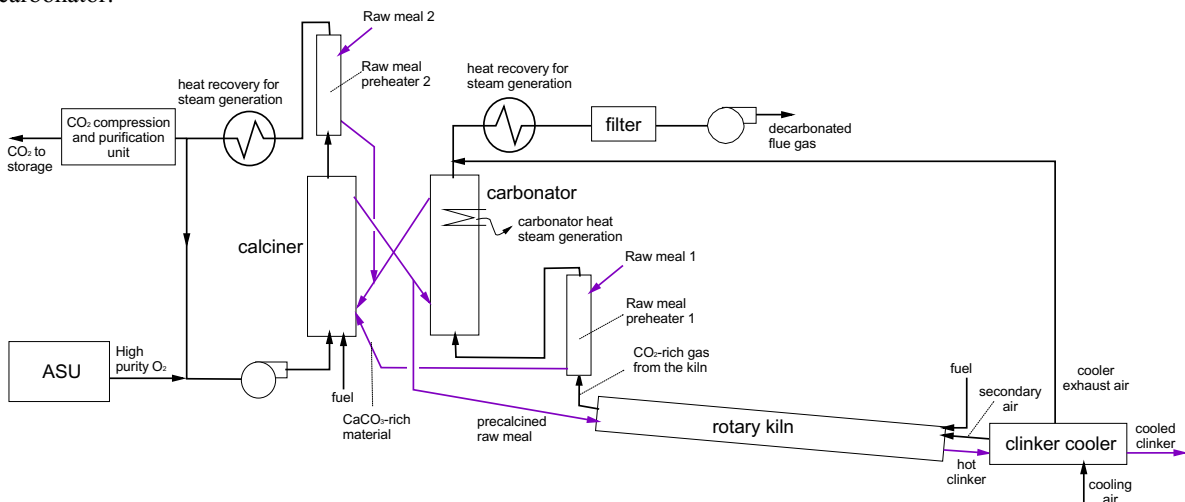 carbonator.
Raw meal 2
Raw meal
preheater 2
heat recovery for
steam generation
heat recovery for
steam generation
CO₂ compression
and purification
unit
CO₂ to
storage
filter
decarbonated
flue gas
carbonator
carbonator heat
steam generation
calciner
Raw meal 1
Raw meal
preheater 1
ASU
High
purity O₂
fuel
CaCO₃-rich
material
CO₂-rich gas
from the kiln
precalcined
raw meal
rotary kiln
fuel
secondary
air
cooler
exhaust air
hot
clinker
clinker cooler
cooled
clinker
cooling
air